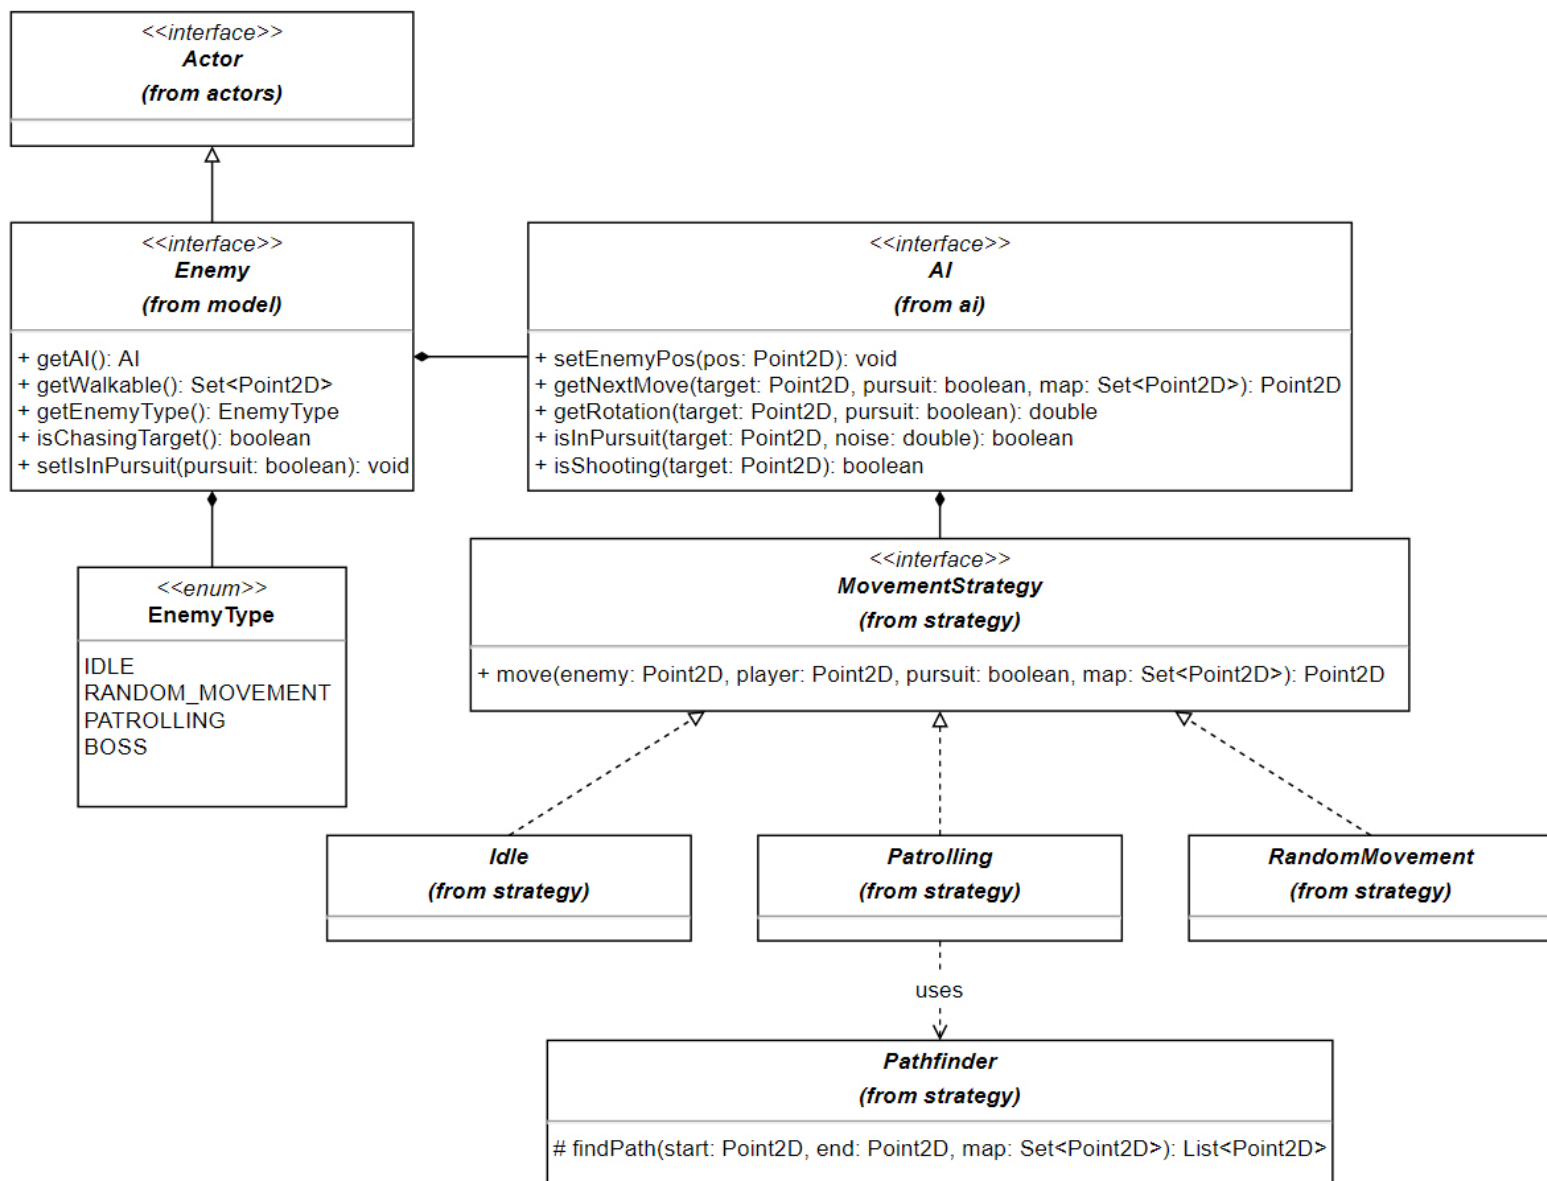 <<interface>>
Actor
(from actors)
<<interface>>
Enemy
(from model)
+ getAI(): AI
+ getWalkable(): Set<Point2D>
+ getEnemyType(): EnemyType
+ isChasingTarget(): boolean
+ setIsInPursuit(pursuit: boolean): void
<<interface>>
AI
(from ai)
+ setEnemyPos(pos: Point2D): void
+ getNextMove(target: Point2D, pursuit: boolean, map: Set<Point2D>): Point2D
+ getRotation(target: Point2D, pursuit: boolean): double
+ isInPursuit(target: Point2D, noise: double): boolean
+ isShooting(target: Point2D): boolean
<<enum>>
EnemyType
IDLE
RANDOM_MOVEMENT
PATROLLING
BOSS
<<interface>>
MovementStrategy
(from strategy)
+ move(enemy: Point2D, player: Point2D, pursuit: boolean, map: Set<Point2D>): Point2D
Idle
(from strategy)
Patrolling
(from strategy)
RandomMovement
(from strategy)
uses
Pathfinder
(from strategy)
# findPath(start: Point2D, end: Point2D, map: Set<Point2D>): List<Point2D>